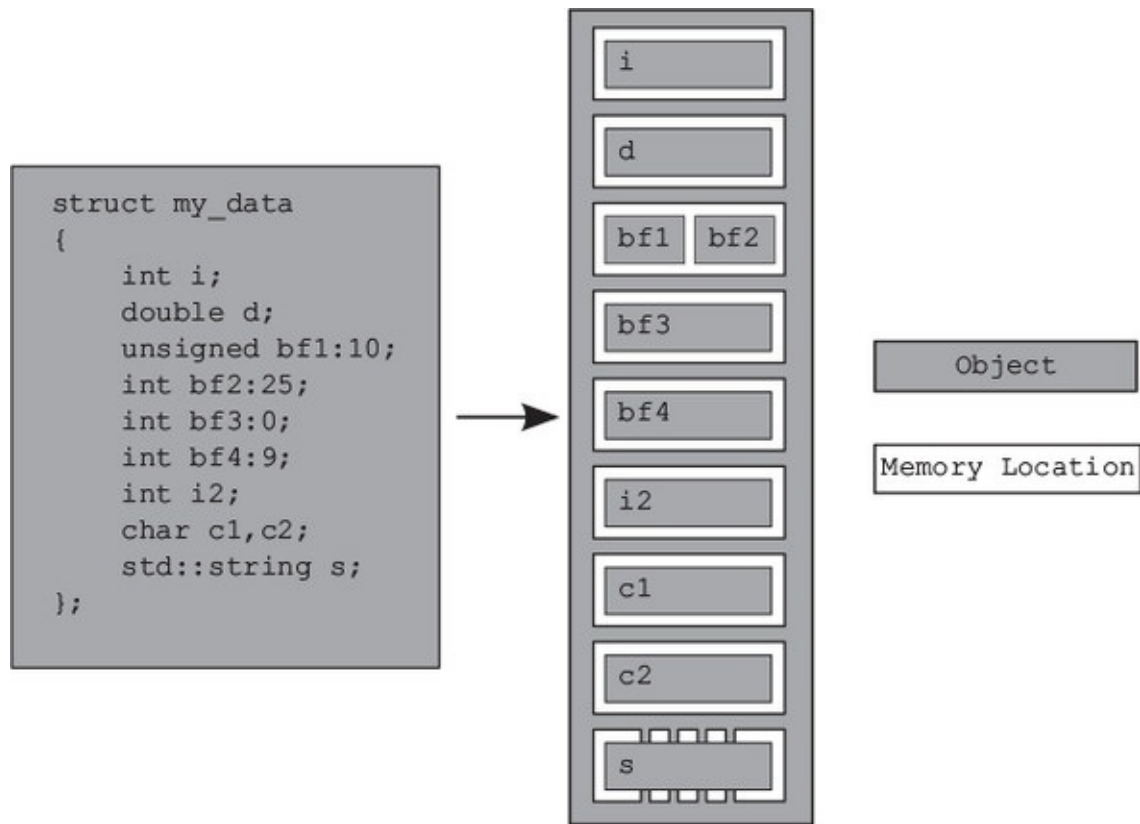 struct my_data
{
int i;
double d;
unsigned bf1:10;
int bf2:25;
int bf3:0;
int bf4:9;
int i2;
char c1,c2;
std::string s;
};
i
d
bf1 bf2
bf3
bf4
i2
c1
c2
s
Object
Memory Location